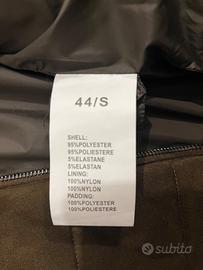 44/S
SHELL:
95%POLYESTER
95%POLIESTERE
5%ELASTANE
5%ELASTAN
LINING:
100%NYLON
100%NYLON
PADDING:
100%POLYESTER
100%POLIESTERE
subito